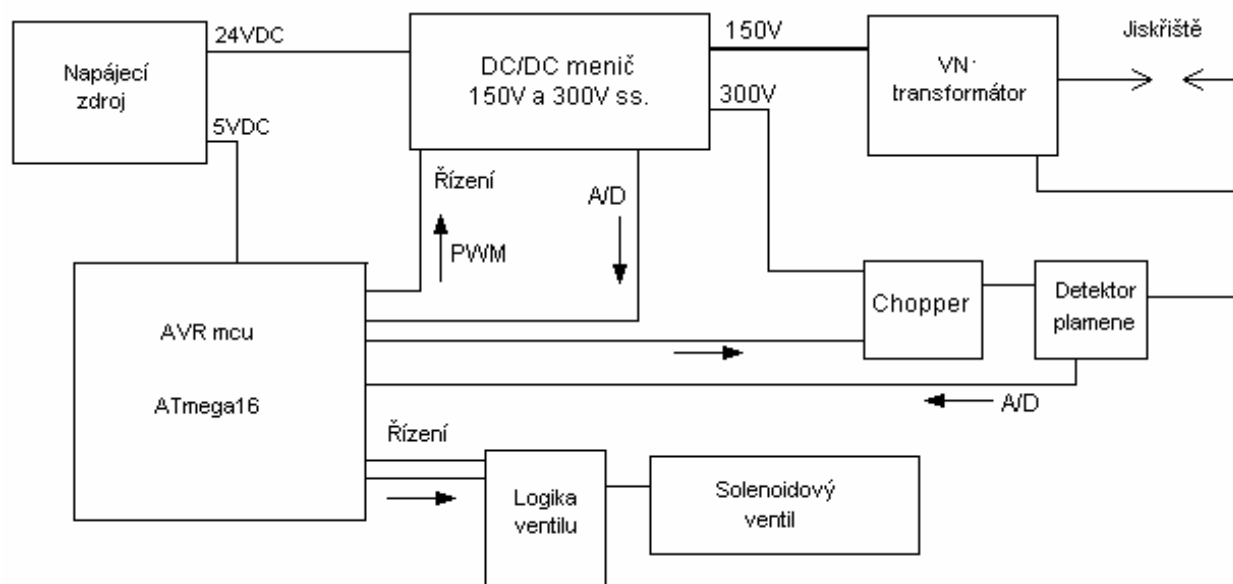 24VDC
Napájecí
zdroj
5VDC
DC/DC menič
150V a 300V ss.
150V
300V
VN
transformátor
Jiskřiště
Řízení
PWM
A/D
Chopper
Detektor
plamene
AVR mcu
ATmega16
A/D
Řízení
Logika
ventilu
Solenoidový
ventil